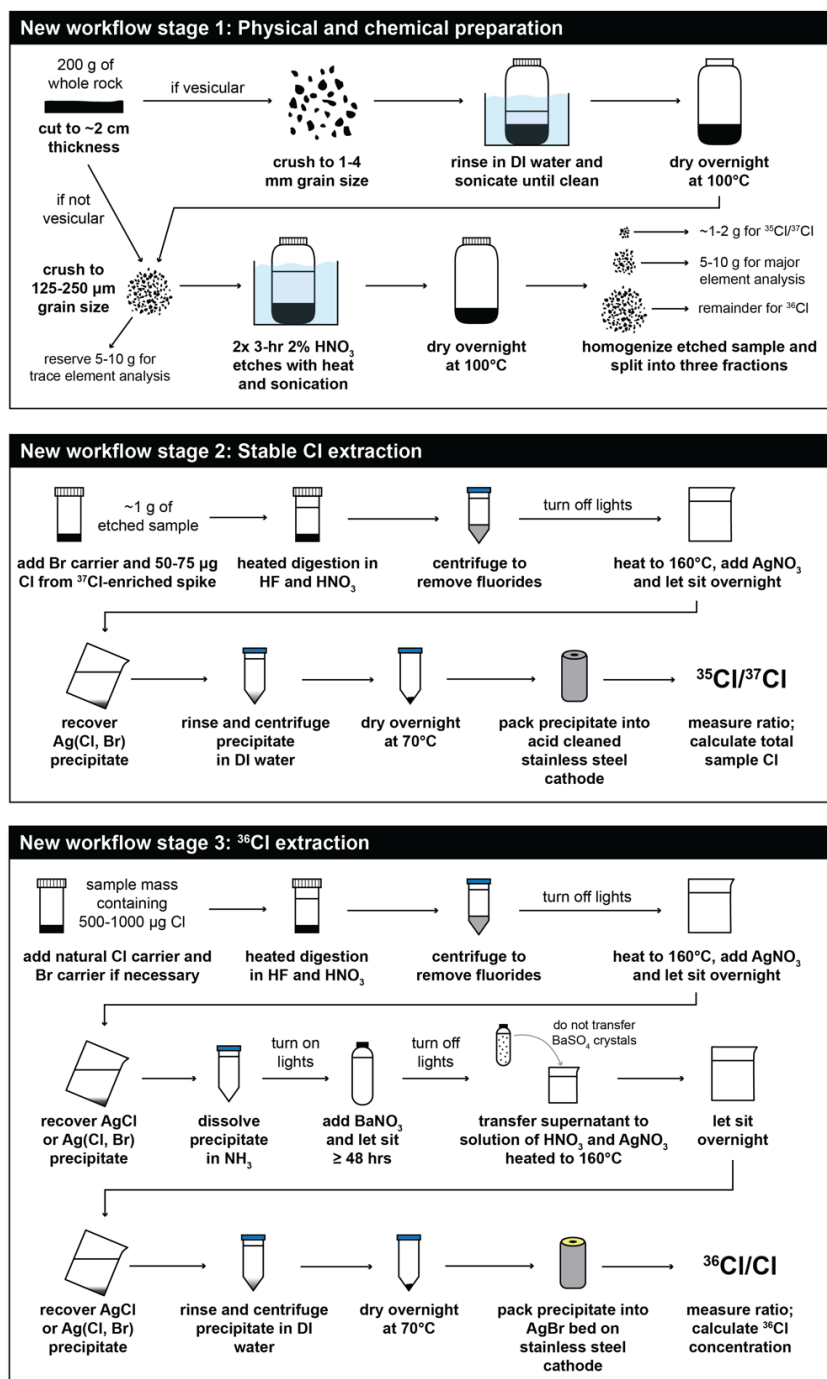 New workflow stage 1: Physical and chemical preparation
200 g of
whole rock
cut to ~2 cm
thickness
if vesicular
crush to 1-4
mm grain size
rinse in DI water and
sonicate until clean
dry overnight
at 100°C
if not
vesicular
crush to
125-250 µm
grain size
reserve 5-10 g for
trace element analysis
2x 3-hr 2% HNO₃
etches with heat
and sonication
dry overnight
at 100°C
~1-2 g for ³⁵Cl/³⁷Cl
5-10 g for major
element analysis
remainder for ³⁶Cl
homogenize etched sample and
split into three fractions
New workflow stage 2: Stable Cl extraction
~1 g of
etched sample
add Br carrier and 50-75 µg
Cl from ³⁷Cl-enriched spike
heated digestion in
HF and HNO₃
centrifuge to
remove fluorides
turn off lights
heat to 160°C, add AgNO₃
and let sit overnight
recover
Ag(Cl, Br)
precipitate
rinse and centrifuge
precipitate
in DI water
dry overnight
at 70°C
pack precipitate into
acid cleaned
stainless steel
cathode
³⁵Cl/³⁷Cl
measure ratio;
calculate total
sample Cl
New workflow stage 3: ³⁶Cl extraction
sample mass
containing
500-1000 µg Cl
add natural Cl carrier and
Br carrier if necessary
heated digestion
in HF and HNO₃
centrifuge to
remove fluorides
turn off lights
heat to 160°C, add AgNO₃
and let sit overnight
recover AgCl
or Ag(Cl, Br)
precipitate
dissolve
precipitate
in NH₃
turn on
lights
add BaNO₃
and let sit
≥ 48 hrs
turn off
lights
do not transfer
BaSO₄ crystals
transfer supernatant to
solution of HNO₃ and AgNO₃
heated to 160°C
let sit
overnight
recover AgCl
or Ag(Cl, Br)
precipitate
rinse and centrifuge
precipitate in DI
water
dry overnight
at 70°C
pack precipitate into
AgBr bed on
stainless steel
cathode
³⁶Cl/Cl
measure ratio;
calculate ³⁶Cl
concentration